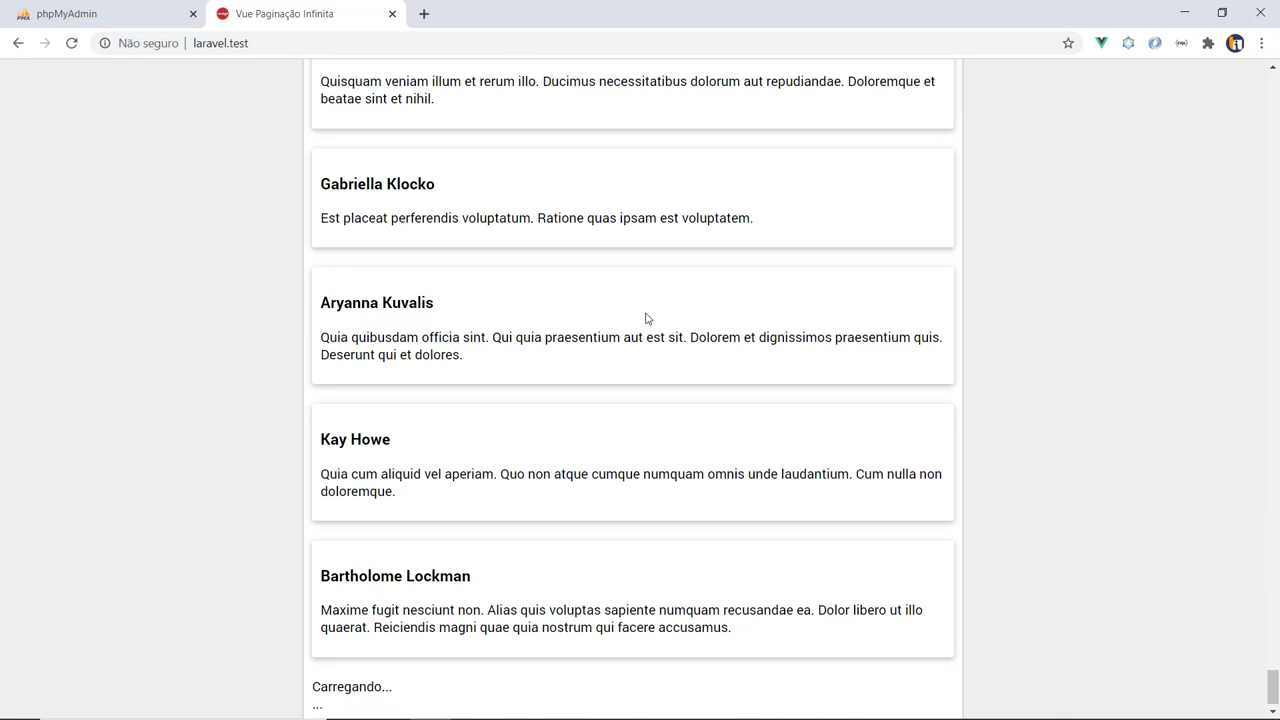 phpMyAdmin
Vue Paginação Infinita
Não seguro
laravel.test
Quisquam veniam illum et rerum illo. Ducimus necessitatibus dolorum aut repudiandae. Doloremque et
beatae sint et nihil.
Gabriella Klocko
Est placeat perferendis voluptatum. Ratione quas ipsam est voluptatem.
Aryanna Kuvalis
Quia quibusdam officia sint. Qui quia praesentium aut est sit. Dolorem et dignissimos praesentium quis.
Deserunt qui et dolores.
Kay Howe
Quia cum aliquid vel aperiam. Quo non atque cumque numquam omnis unde laudantium. Cum nulla non
doloremque.
Bartholome Lockman
Maxime fugit nesciunt non. Alias quis voluptas sapiente numquam recusandae ea. Dolor libero ut illo
quaerat. Reiciendis magni quae quia nostrum qui facere accusamus.
Carregando...
...